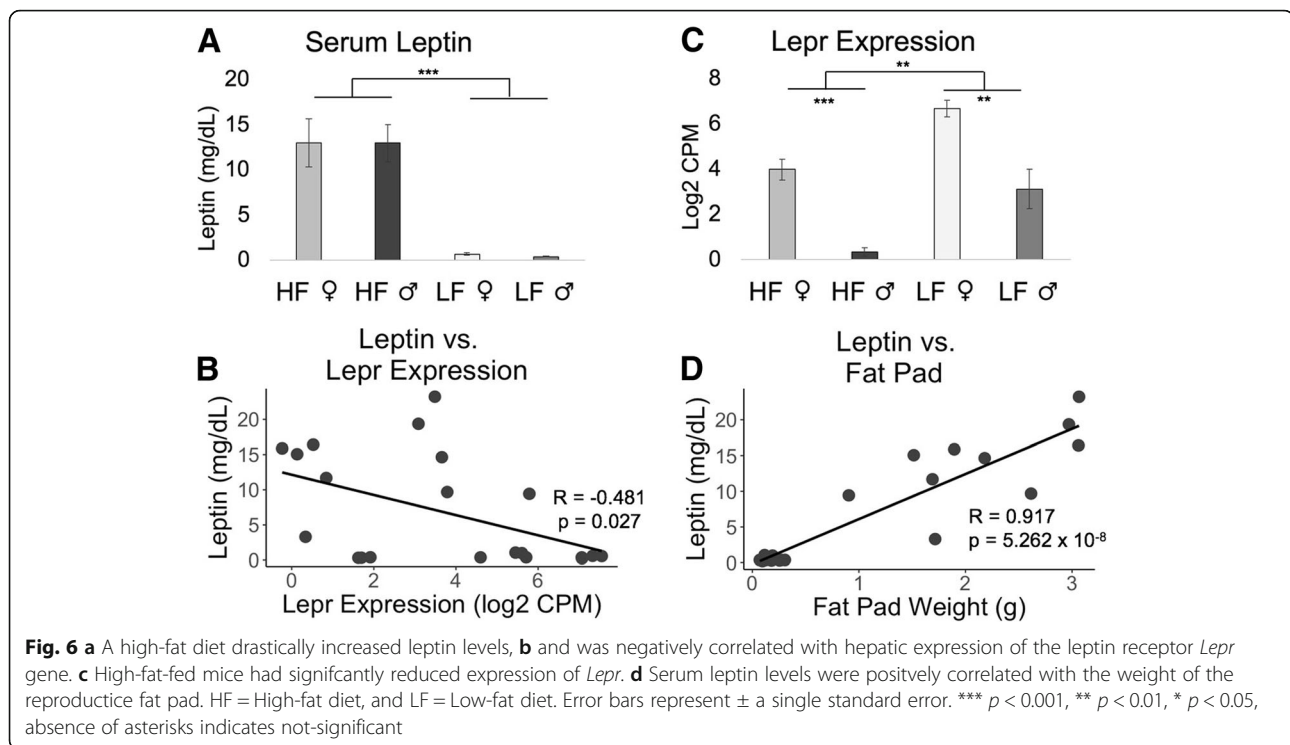 A
Serum Leptin
20
15
10
5
0
Leptin (mg/dL)
***
HF ♀ HF ♂ LF ♀ LF ♂
C
Lepr Expression
8
6
4
2
0
Log2 CPM
**
*** **
HF ♀ HF ♂ LF ♀ LF ♂
B
Leptin vs.
Lepr Expression
20
15
10
5
0
Leptin (mg/dL)
R = -0.481
p = 0.027
0 2 4 6
Lepr Expression (log2 CPM)
D
Leptin vs.
Fat Pad
20
15
10
5
0
Leptin (mg/dL)
R = 0.917
p = 5.262 x 10⁻⁸
0 1 2 3
Fat Pad Weight (g)
Fig. 6 a A high-fat diet drastically increased leptin levels, b and was negatively correlated with hepatic expression of the leptin receptor Lepr
gene. c High-fat-fed mice had signifcantly reduced expression of Lepr. d Serum leptin levels were positvely correlated with the weight of the
reproductice fat pad. HF = High-fat diet, and LF = Low-fat diet. Error bars represent ± a single standard error. *** p < 0.001, ** p < 0.01, * p < 0.05,
absence of asterisks indicates not-significant